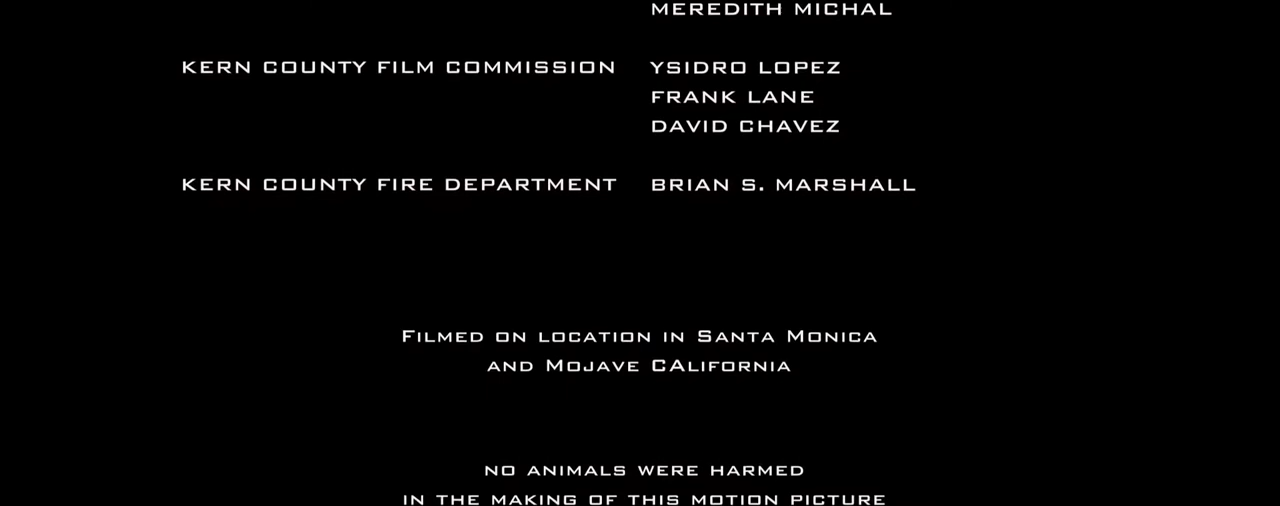 MEREDITH MICHAL
KERN COUNTY FILM COMMISSION YSIDRO LOPEZ
FRANK LANE
DAVID CHAVEZ
KERN COUNTY FIRE DEPARTMENT BRIAN S. MARSHALL
FILMED ON LOCATION IN SANTA MONICA
AND MOJAVE CALIFORNIA
NO ANIMALS WERE HARMED
IN THE MAKING OF THIS MOTION PICTURE